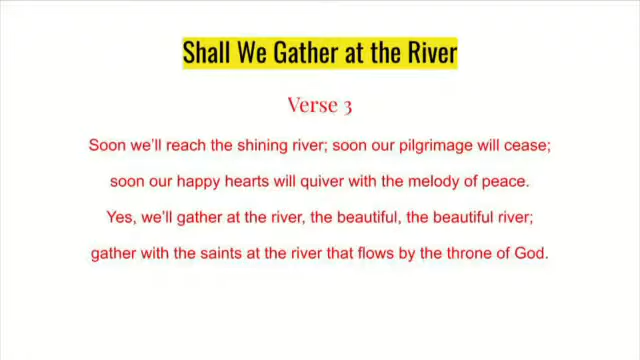 Shall We Gather at the River
Verse 3
Soon we’ll reach the shining river; soon our pilgrimage will cease;
soon our happy hearts will quiver with the melody of peace.
Yes, we’ll gather at the river, the beautiful, the beautiful river;
gather with the saints at the river that flows by the throne of God.